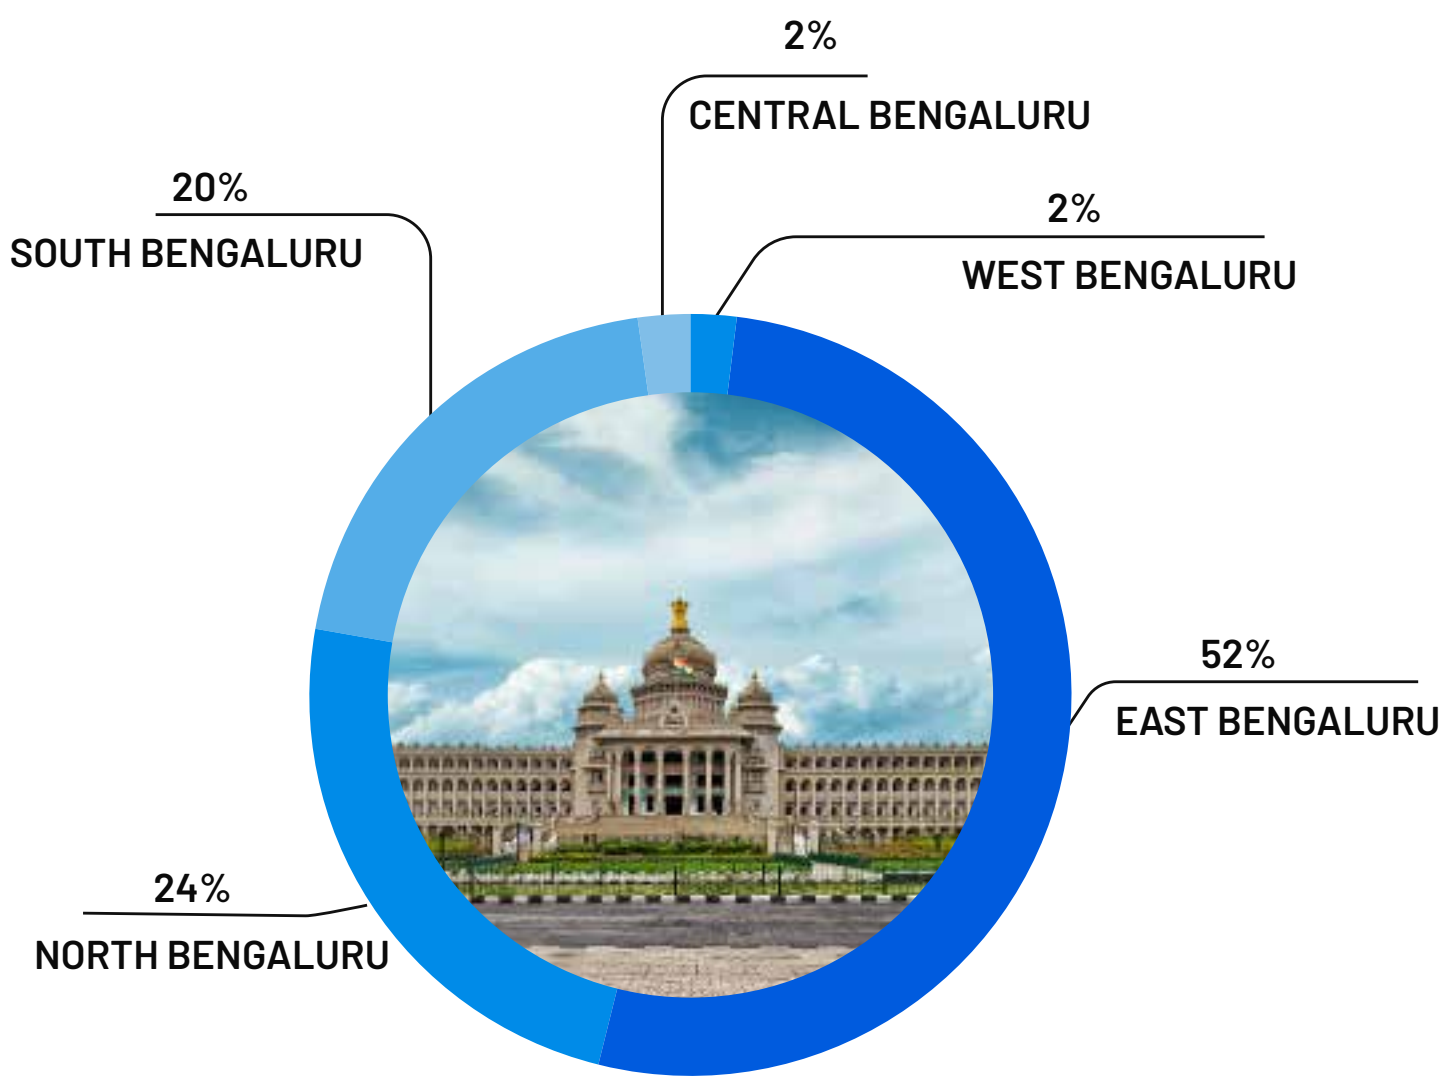 2%
CENTRAL BENGALURU
20%
SOUTH BENGALURU
2%
WEST BENGALURU
52%
EAST BENGALURU
24%
NORTH BENGALURU